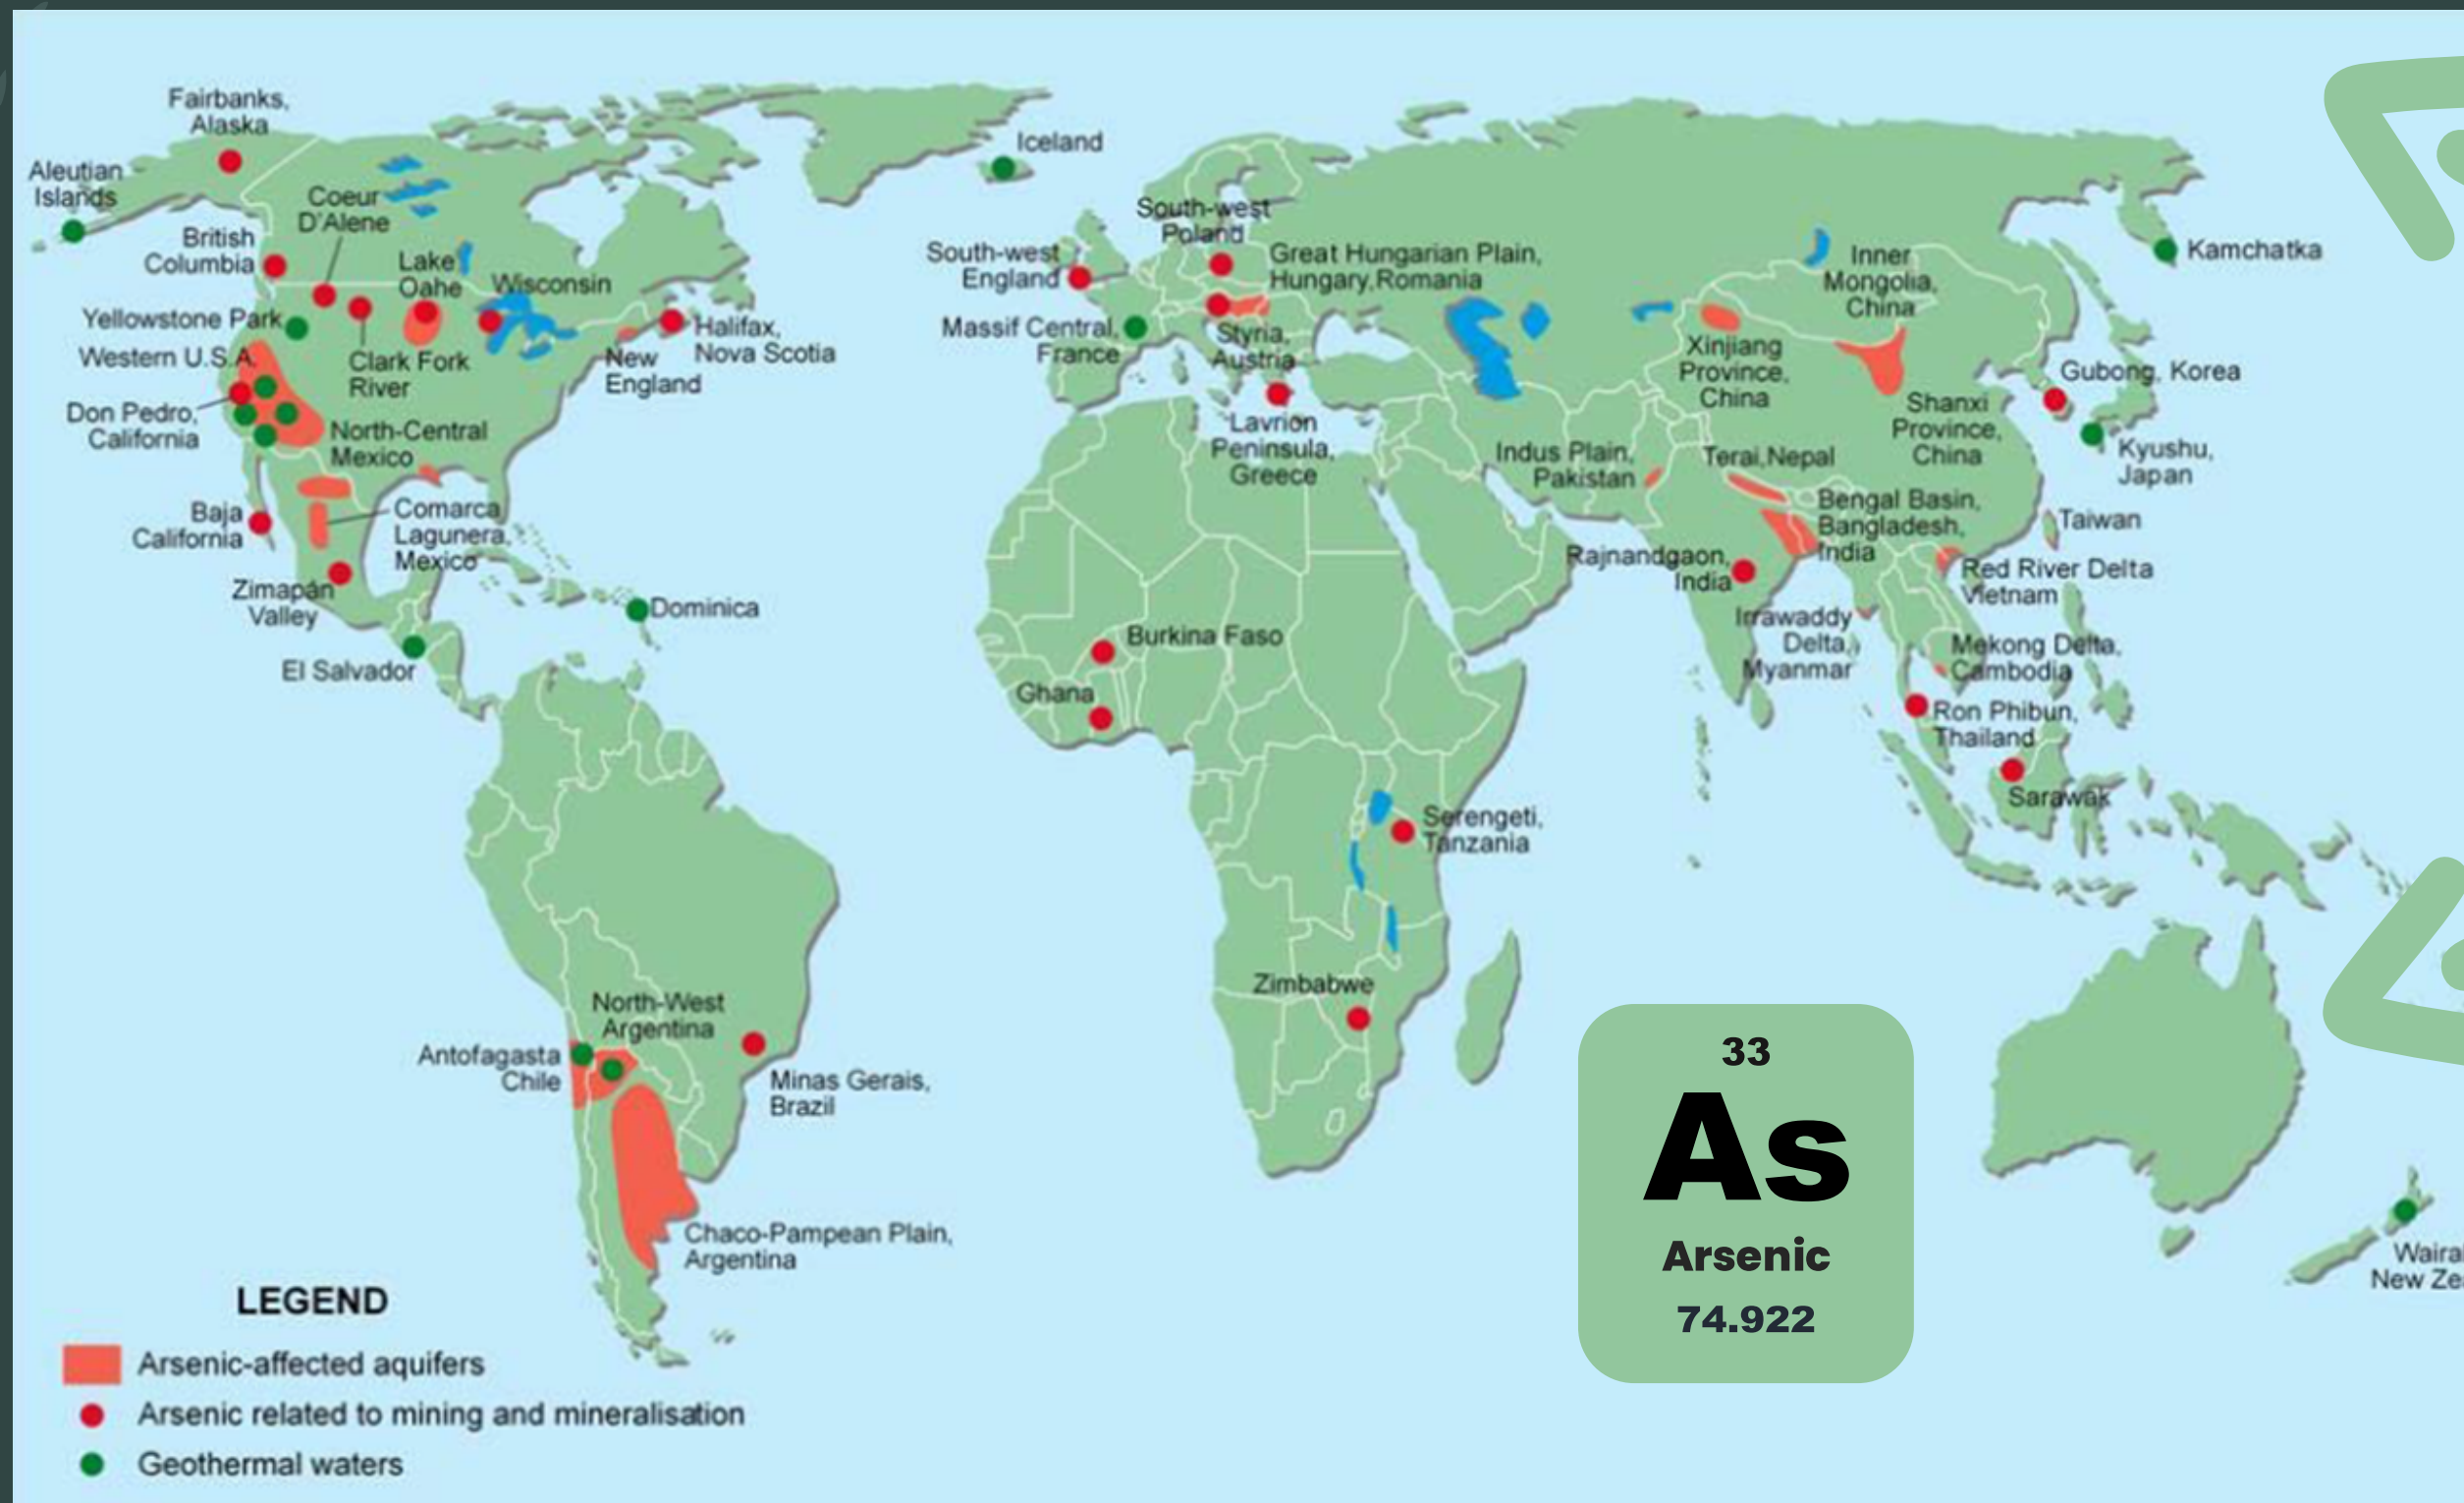 Fairbanks,
Alaska
Aleutian
Islands
Coeur
D'Alene
British
Columbia
Lake
Oahe
Wisconsin
Yellowstone Park
Western U.S.A.
Clark Fork
River
New
England
Halifax,
Nova Scotia
Don Pedro,
California
North-Central
Mexico
Baja
California
Comarca
Lagunera,
Mexico
Zimapán
Valley
Dominica
El Salvador
Iceland
South-west
Poland
South-west
England
Great Hungarian Plain,
Hungary,Romania
Massif Central,
France
Styria,
Austria
Lavrion
Peninsula,
Greece
Inner
Mongolia,
China
Kamchatka
Xinjiang
Province,
China
Gubong, Korea
Shanxi
Province,
China
Kyushu,
Japan
Indus Plain,
Pakistan
Terai,Nepal
Bengal Basin,
Bangladesh,
India
Taiwan
Rajnandgaon,
India
Red River Delta
Vietnam
Irrawaddy
Delta,
Myanmar
Mekong Delta,
Cambodia
Ron Phibun,
Thailand
Sarawak
Burkina Faso
Ghana
Serengeti,
Tanzania
Zimbabwe
North-West
Argentina
Antofagasta
Chile
Minas Gerais,
Brazil
Chaco-Pampean Plain,
Argentina
33
As
Arsenic
74.922
Waira
New Ze
LEGEND
Arsenic-affected aquifers
Arsenic related to mining and mineralisation
Geothermal waters